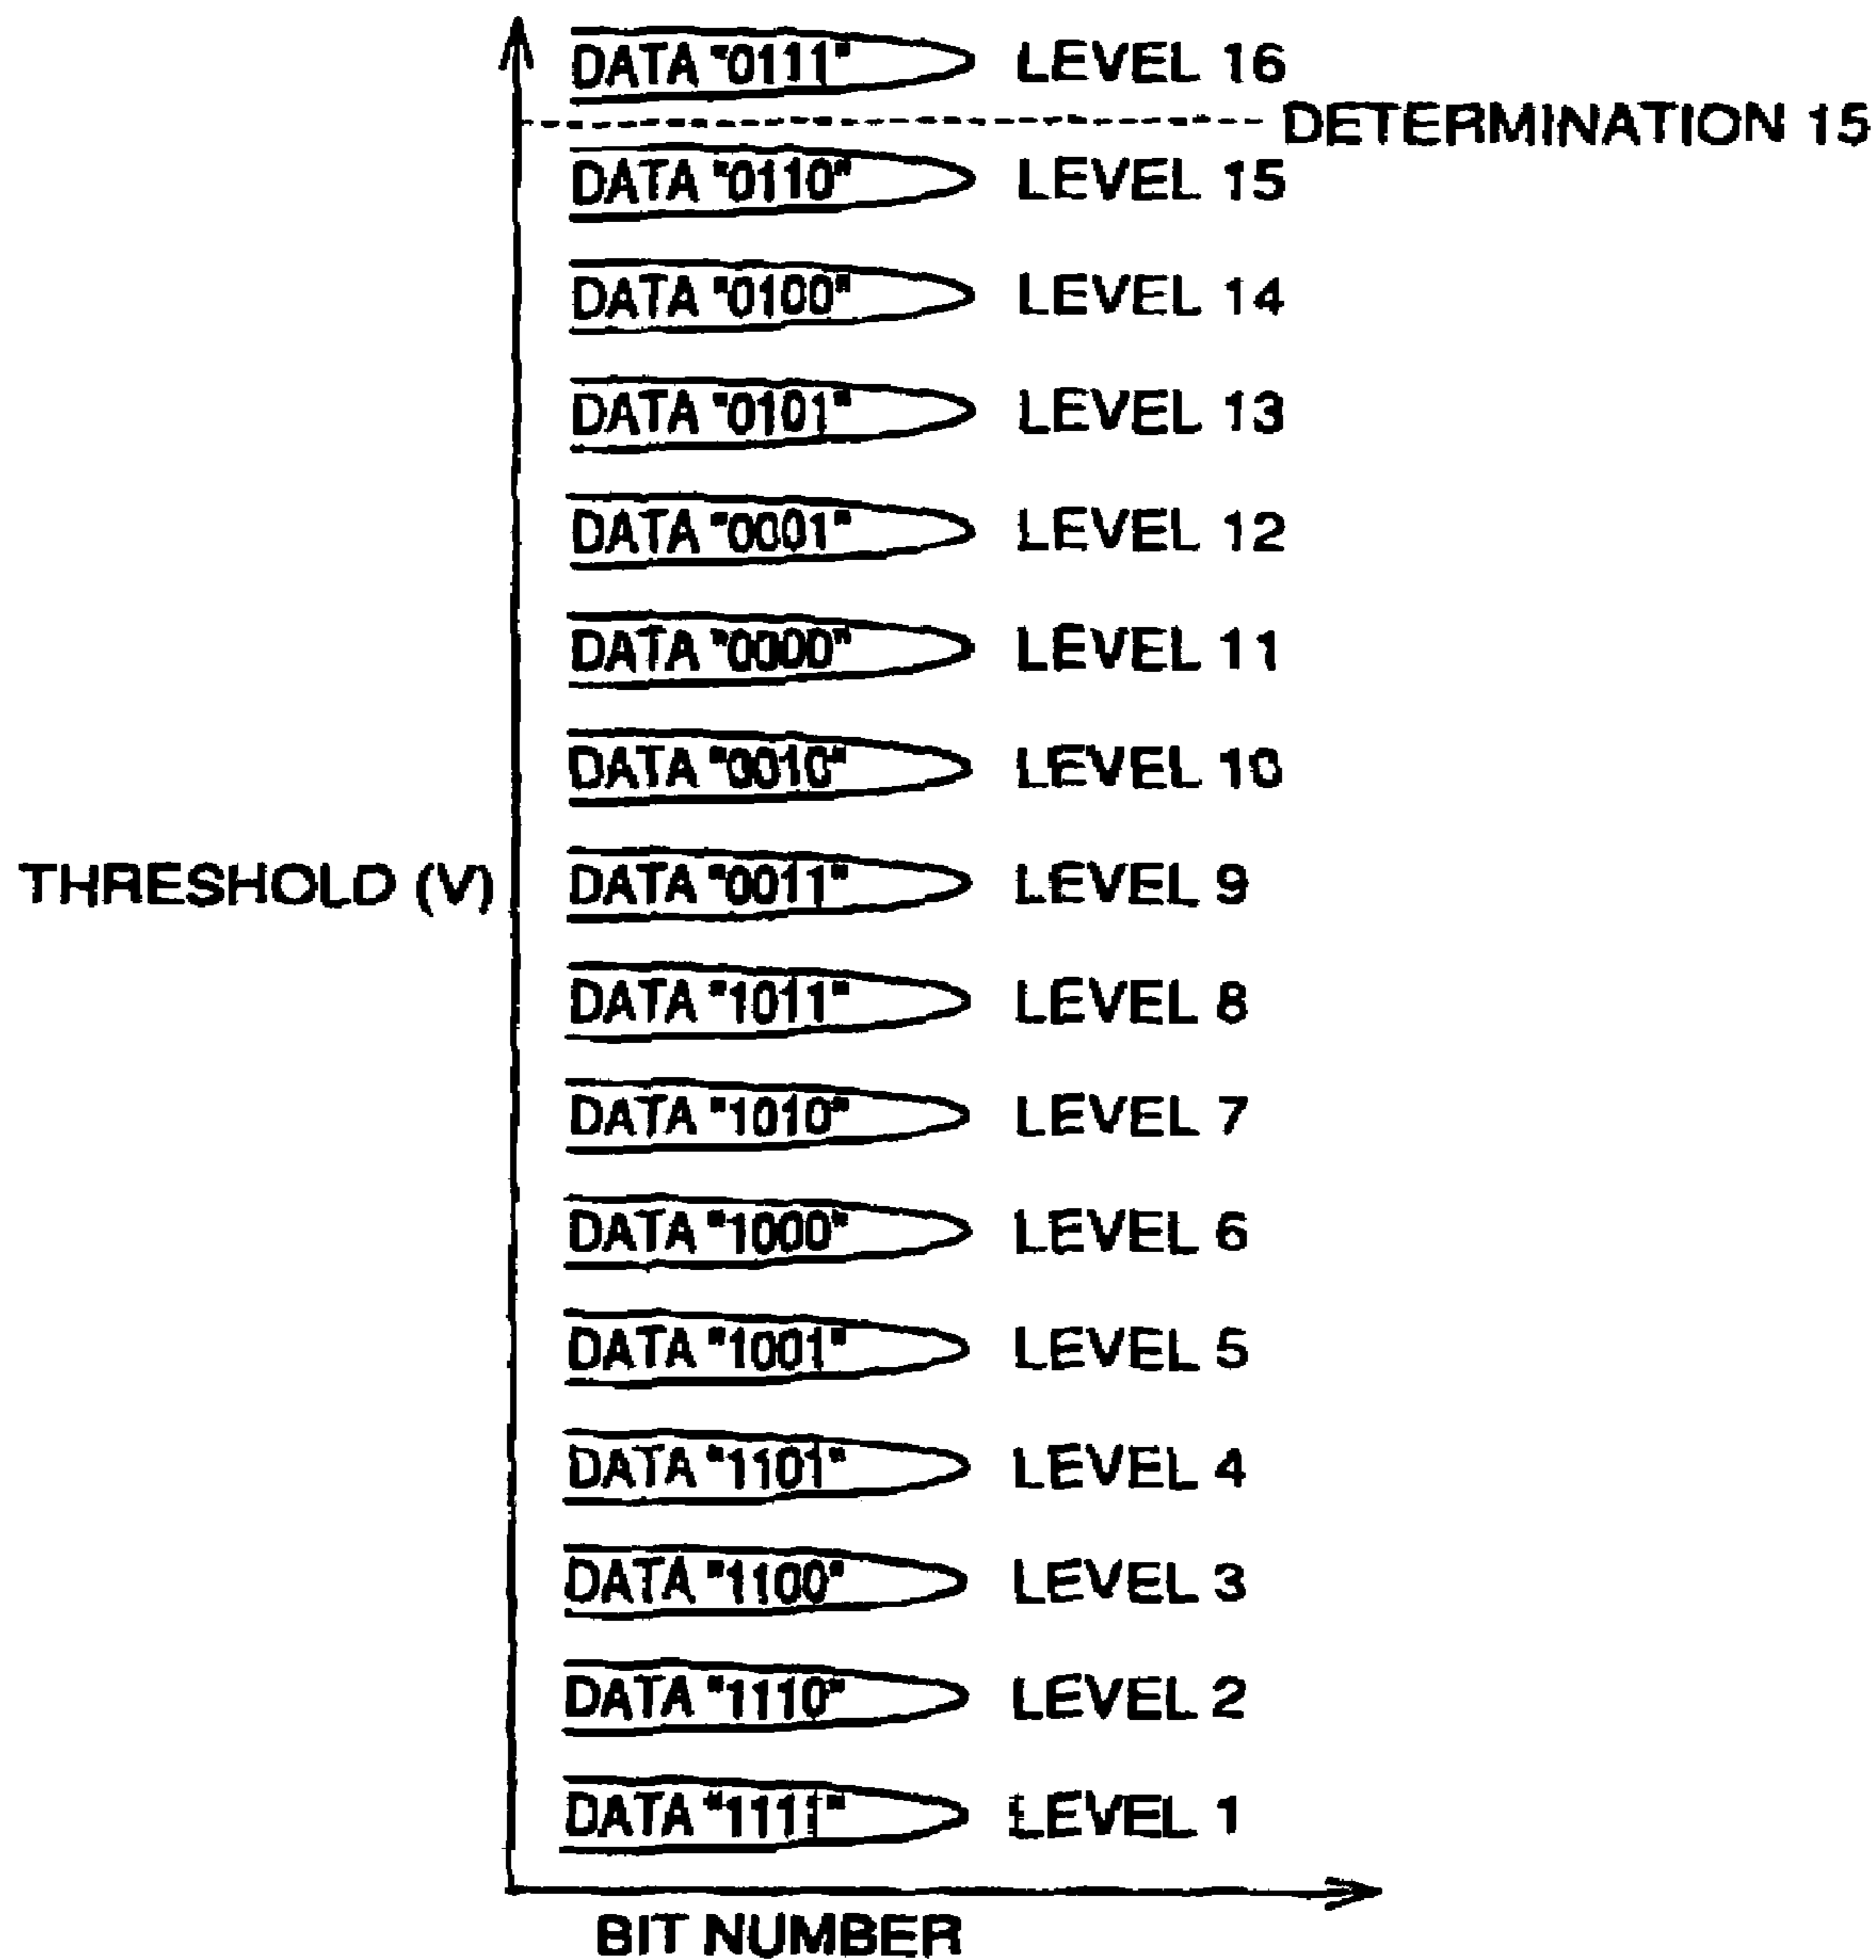 DATA "0111" LEVEL 16
DETERMINATION 15
DATA "0110" LEVEL 15
DATA "0100" LEVEL 14
DATA "0101" LEVEL 13
DATA "0001" LEVEL 12
DATA "0000" LEVEL 11
DATA "0010" LEVEL 10
THRESHOLD (V)
DATA "0011" LEVEL 9
DATA "1011" LEVEL 8
DATA "1010" LEVEL 7
DATA "1000" LEVEL 6
DATA "1001" LEVEL 5
DATA "1101" LEVEL 4
DATA "1100" LEVEL 3
DATA "1110" LEVEL 2
DATA "1111" LEVEL 1
BIT NUMBER